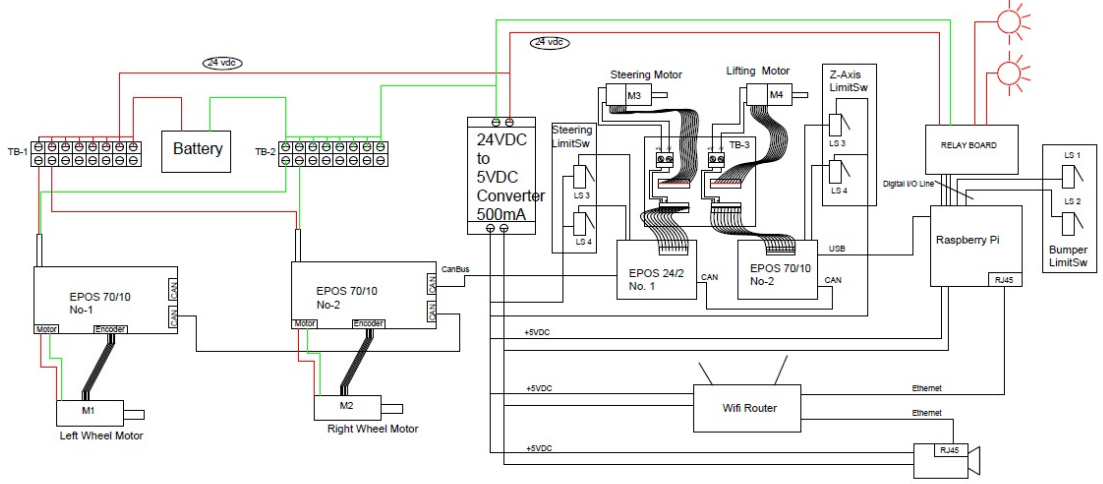 24 vdc
24 vdc
Steering Motor
M3
Lifting Motor
M4
Z-Axis
LimitSw
LS 3
LS 4
TB-1
Battery
TB-2
24VDC
to
5VDC
Converter
500mA
Steering
LimitSw
LS 3
LS 4
TB-3
RELAY BOARD
Digital I/O Line
LS 1
LS 2
Bumper
LimitSw
Raspberry Pi
RJ45
EPOS 70/10
No-1
CAN
CAN
Motor
Encoder
EPOS 70/10
No-2
CAN
CAN
Motor
Encoder
CanBus
EPOS 24/2
No. 1
CAN
EPOS 70/10
No-2
USB
CAN
+5VDC
+5VDC
Wifi Router
Ethernet
Ethernet
+5VDC
RJ45
M1
Left Wheel Motor
M2
Right Wheel Motor